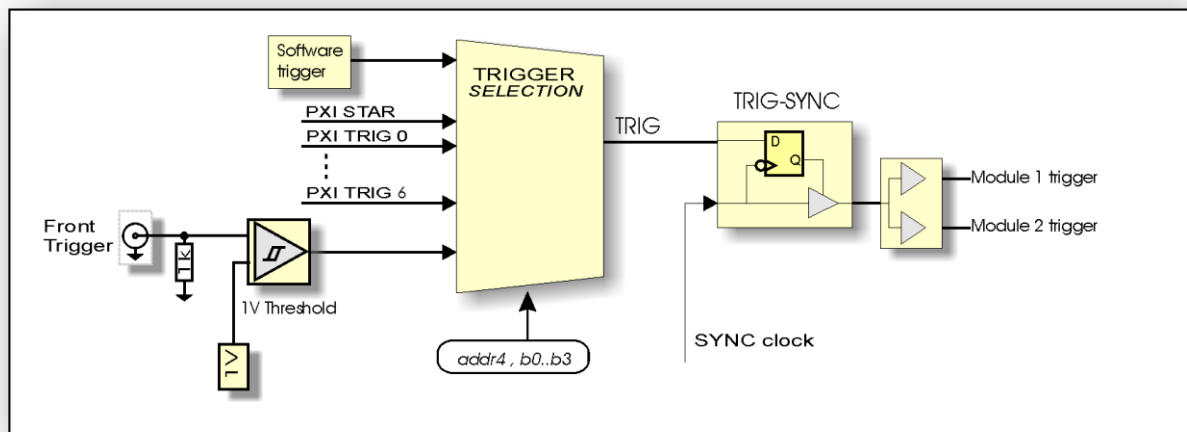 Software
trigger
TRIGGER
SELECTION
PXI STAR
PXI TRIG 0
PXI TRIG 6
TRIG
TRIG-SYNC
D
Q
Module 1 trigger
Module 2 trigger
Front
Trigger
1K
1V Threshold
1V
addr4 , b0..b3
SYNC clock